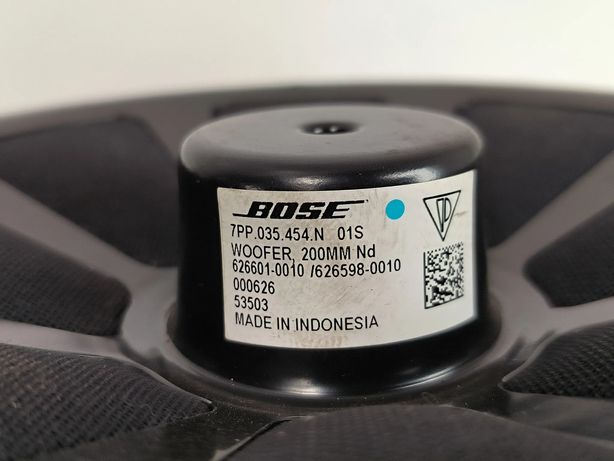 BOSE
7PP.035.454.N 01S
WOOFER, 200MM Nd
626601-0010 /626598-0010
000626
53503
MADE IN INDONESIA